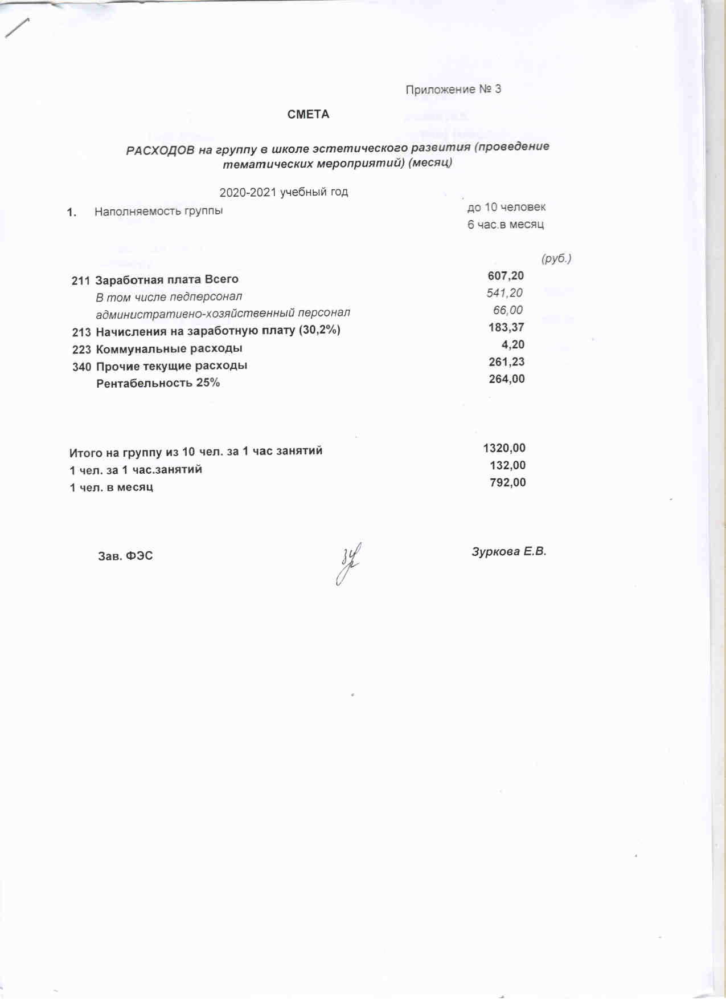 Приложение № 3
СМЕТА
РАСХОДОВ на группу в школе эстетического развития (проведение
тематических мероприятий) (месяц)
2020-2021 учебный год
1. Наполняемость группы до 10 человек
6 час.в месяц
(руб.)
211 Заработная плата Всего 607,20
В том числе педперсонал 541,20
административно-хозяйственный персонал 66,00
213 Начисления на заработную плату (30,2%) 183,37
223 Коммунальные расходы 4,20
340 Прочие текущие расходы 261,23
Рентабельность 25% 264,00
Итого на группу из 10 чел. за 1 час занятий 1320,00
1 чел. за 1 час.занятий 132,00
1 чел. в месяц 792,00
Зав. ФЭС Зуркова Е.В.